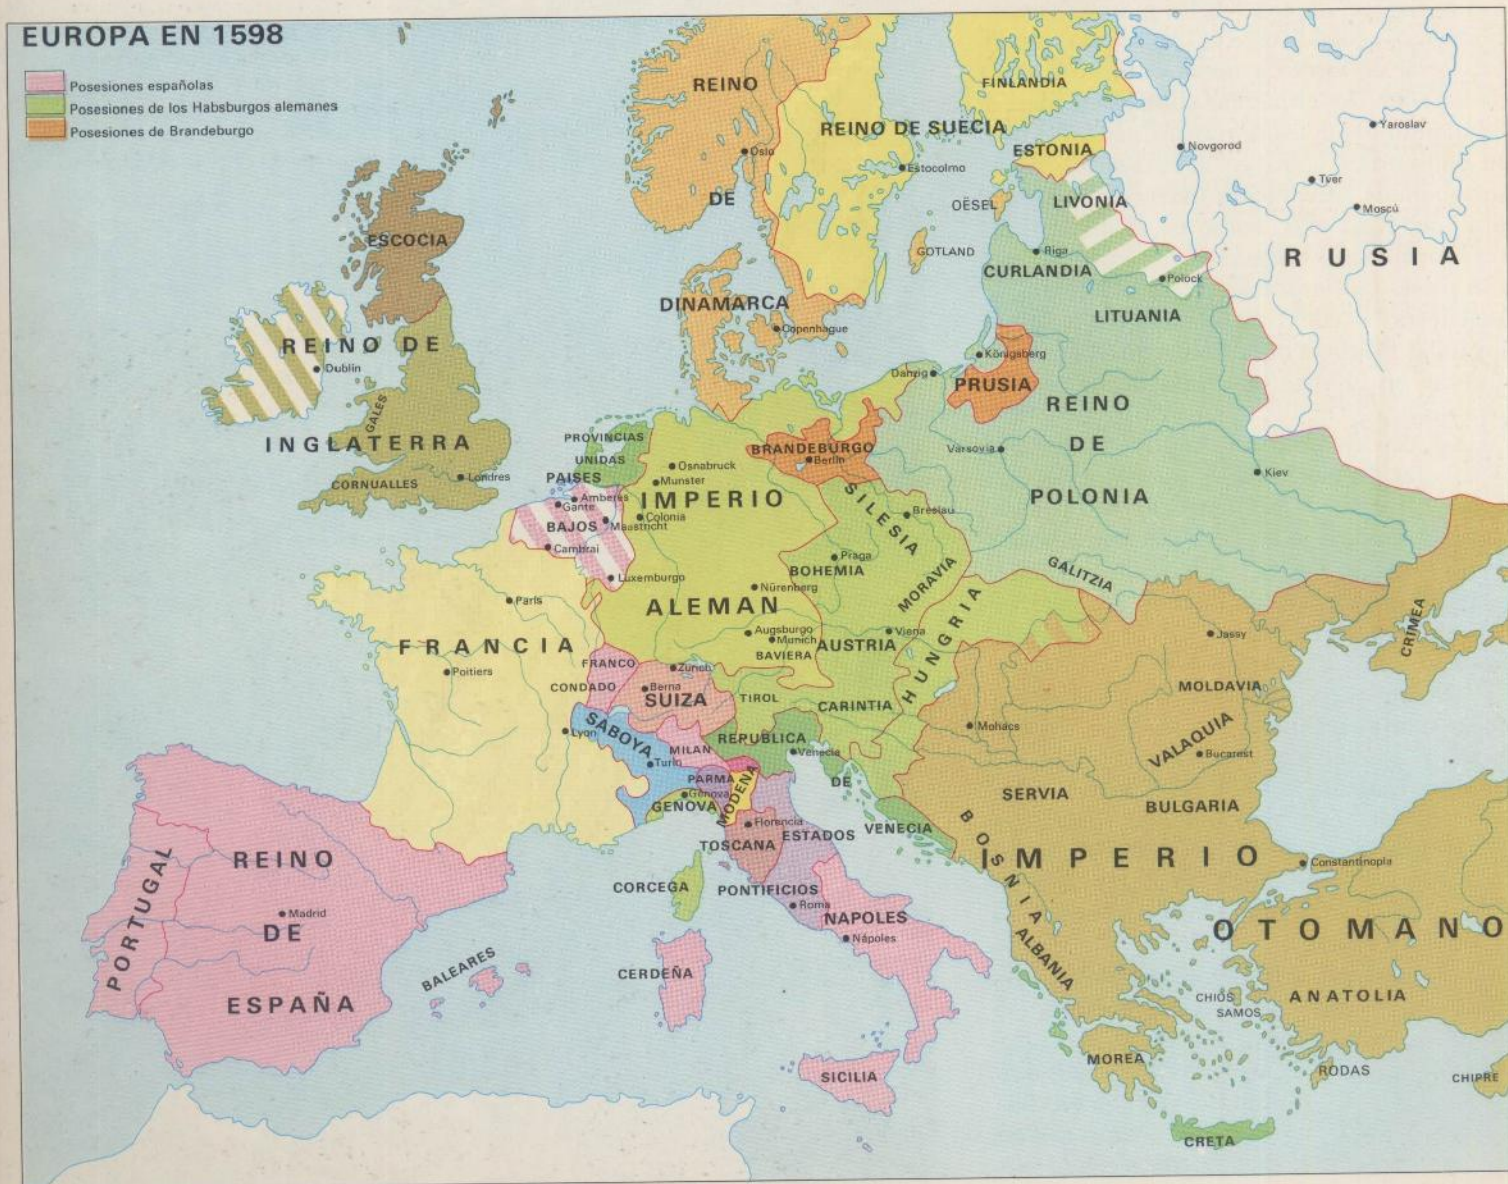 EUROPA EN 1598
Posesiones españolas
Posesiones de los Habsburgos alemanes
Posesiones de Brandeburgo
REINO
FINLANDIA
REINO DE SUECIA
Yaroslav
Oslo
ESTONIA
Novgorod
Estocolmo
Tver
DE
OËSEL
LIVONIA
Moscú
ESCOCIA
GOTLAND
Riga
RUSIA
CURLANDIA
Polock
DINAMARCA
LITUANIA
Copenhague
REINO DE
Königsberg
Dublin
Danzig
PRUSIA
REINO
GALES
PROVINCIAS
INGLATERRA
BRANDEBURGO
Varsovia
DE
UNIDAS
Berlín
Osnabruck
Kiev
Londres
PAISES
Munster
CORNUALLES
IMPERIO
SILESIA
POLONIA
Amberes
Gante
Breslau
BAJOS
Maastricht
Colonia
Cambrai
Praga
BOHEMIA
GALITZIA
Luxemburgo
Nürenberg
MORAVIA
París
ALEMAN
HUNGRIA
Augsburgo
Viena
Jassy
CRIMEA
Munich
FRANCIA
AUSTRIA
BAVIERA
FRANCO
Zurich
Poitiers
CONDADO
Berna
MOLDAVIA
SUIZA
TIROL
CARINTIA
Mohacs
SABOYA
Lyon
REPUBLICA
VALAQUIA
MILAN
Venecia
Bucarest
Turín
PARMA
DE
MODENA
Génova
GENOVA
SERVIA
BULGARIA
Florencia
VENECIA
ESTADOS
BOSNIA
TOSCANA
REINO
IMPERIO
Constantinopla
PORTUGAL
CORCEGA
PONTIFICIOS
Roma
Madrid
NAPOLES
DE
OTOMANO
Nápoles
BALEARES
CERDEÑA
ALBANIA
ESPAÑA
CHIOS
ANATOLIA
SAMOS
MOREA
SICILIA
RODAS
CHIPRE
CRETA